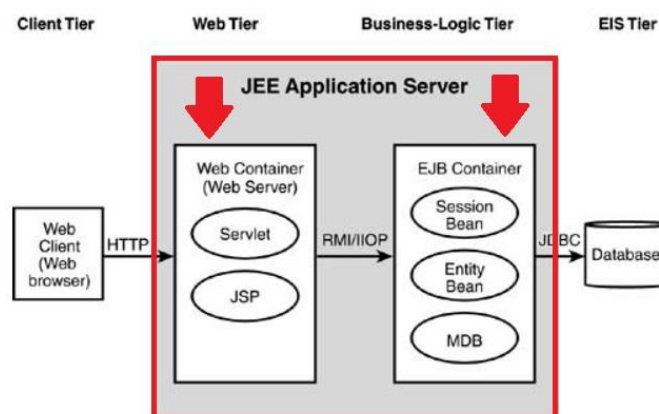 Client Tier
Web Tier
Business-Logic Tier
EIS Tier
JEE Application Server
Web Container
(Web Server)
Servlet
JSP
EJB Container
Session
Bean
Entity
Bean
MDB
Web
Client
(Web
browser)
HTTP
RMI/IIOP
JDBC
Database